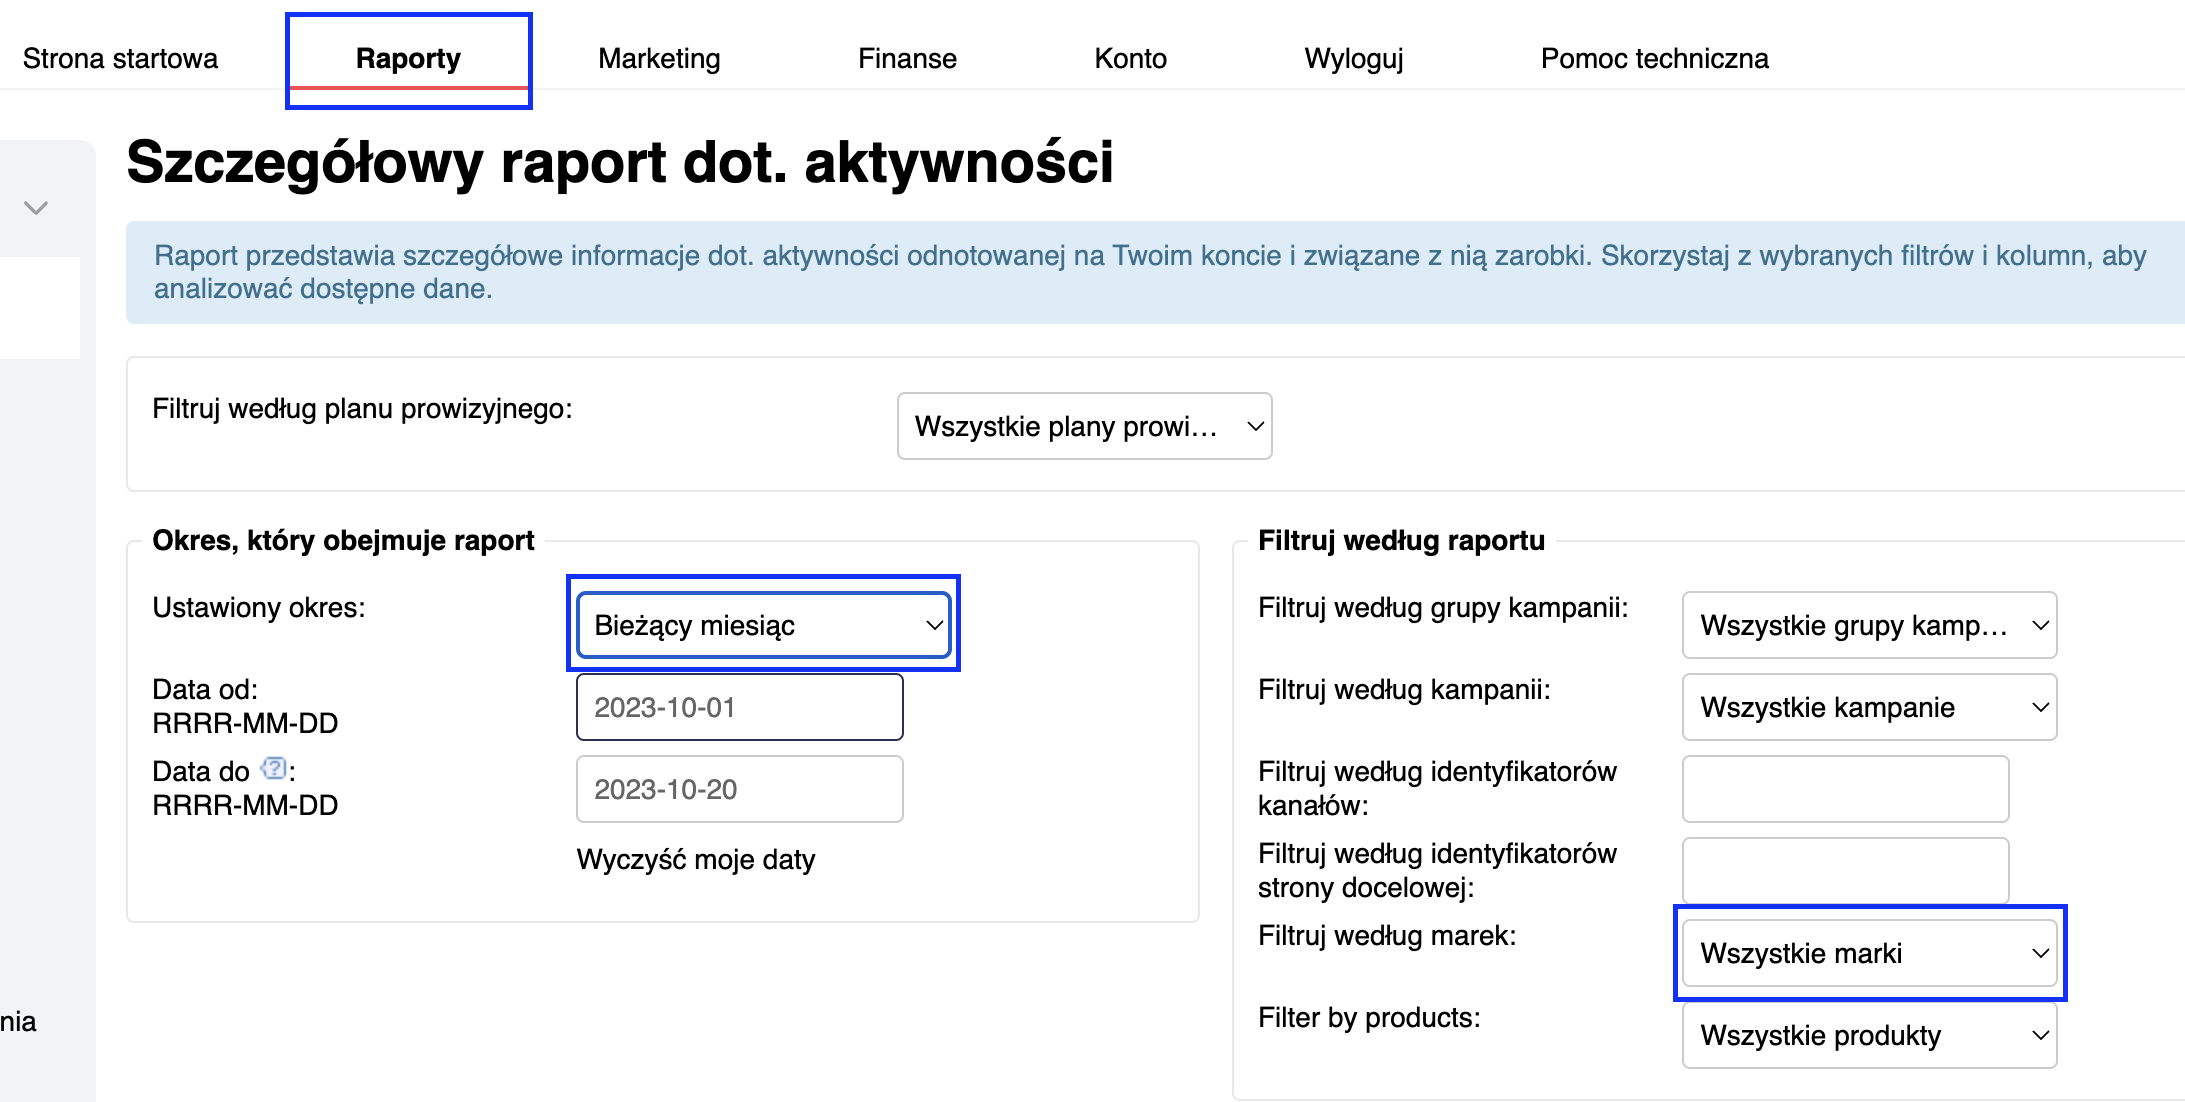 Strona startowa
Raporty
Marketing
Finanse
Konto
Wyloguj
Pomoc techniczna
Szczegółowy raport dot. aktywności
Raport przedstawia szczegółowe informacje dot. aktywności odnotowanej na Twoim koncie i związane z nią zarobki. Skorzystaj z wybranych filtrów i kolumn, aby
analizować dostępne dane.
Filtruj według planu prowizyjnego:
Wszystkie plany prowi...
Okres, który obejmuje raport
Ustawiony okres:
Bieżący miesiąc
Data od:
RRRR-MM-DD
2023-10-01
Data do ?:
RRRR-MM-DD
2023-10-20
Wyczyść moje daty
Filtruj według raportu
Filtruj według grupy kampanii:
Wszystkie grupy kamp...
Filtruj według kampanii:
Wszystkie kampanie
Filtruj według identyfikatorów
kanałów:
Filtruj według identyfikatorów
strony docelowej:
Filtruj według marek:
Wszystkie marki
Filter by products:
Wszystkie produkty
nia